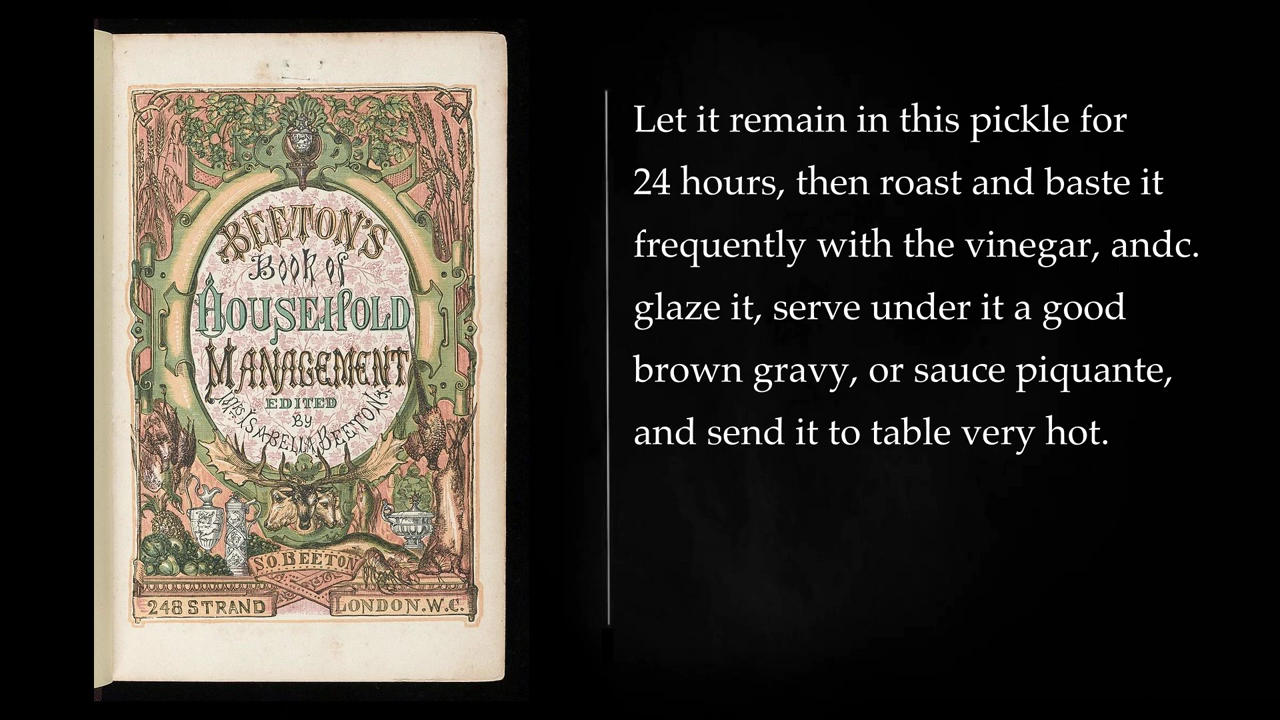 BEETON'S
Book of
HOUSEHOLD
MANAGEMENT
EDITED
By
MRS ISABELLA BEETON
S.O. BEETON
248 STRAND
LONDON. W.C.
Let it remain in this pickle for
24 hours, then roast and baste it
frequently with the vinegar, andc.
glaze it, serve under it a good
brown gravy, or sauce piquante,
and send it to table very hot.